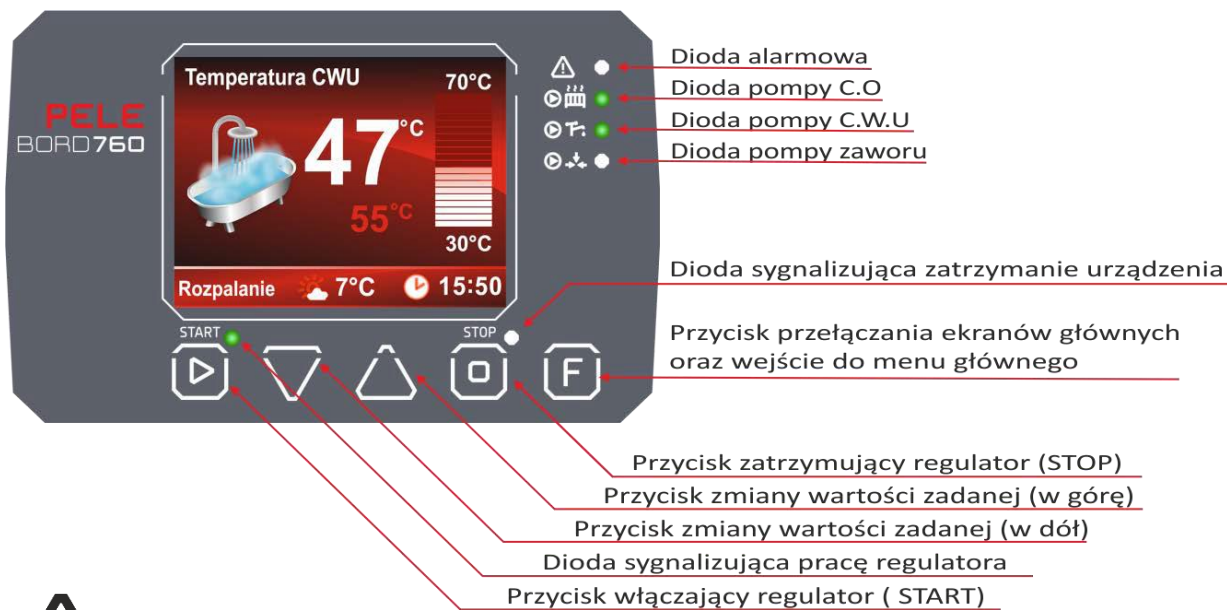 PELE
BORD760
Temperatura CWU
70°C
47°C
55°C
30°C
Rozpalanie 7°C 15:50
START
STOP
F
Dioda alarmowa
Dioda pompy C.O
Dioda pompy C.W.U
Dioda pompy zaworu
Dioda sygnalizująca zatrzymanie urządzenia
Przycisk przełączania ekranów głównych
oraz wejście do menu głównego
Przycisk zatrzymujący regulator (STOP)
Przycisk zmiany wartości zadanej (w górę)
Przycisk zmiany wartości zadanej (w dół)
Dioda sygnalizująca pracę regulatora
Przycisk włączający regulator ( START)